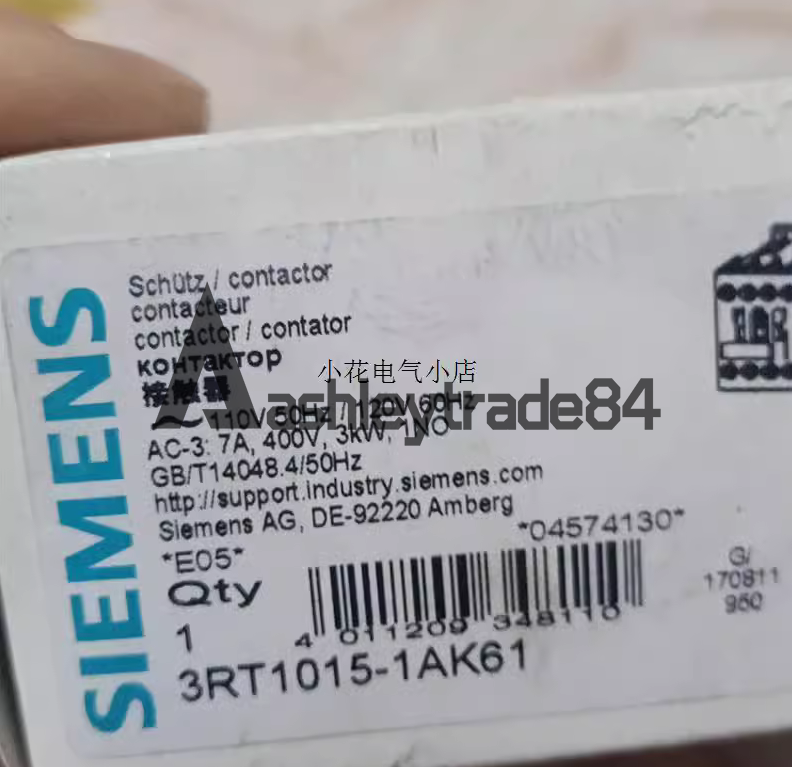 SIEMENS
Schütz / contactor
contacteur
contactor / contator
контактор
接触器
小花电气小店
ashleytrade84
~ 110V 50Hz / 120V 60Hz
AC-3: 7A, 400V, 3kW, 1NO
GB/T14048.4/50Hz
http://support.industry.siemens.com
Siemens AG, DE-92220 Amberg
*E05*
*04574130*
Qty
1
4 011209 348110
G/
170811
950
3RT1015-1AK61